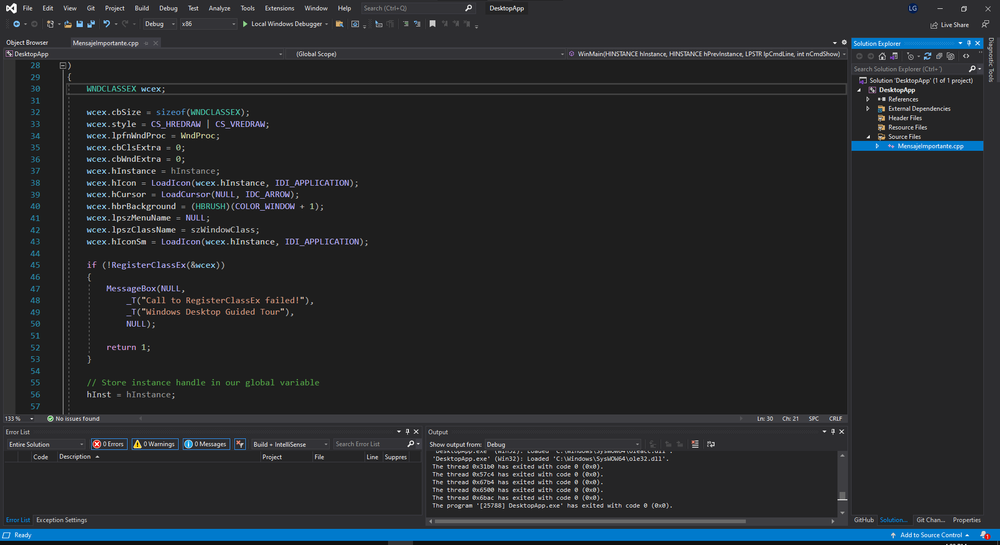 File Edit View Git Project Build Debug Test Analyze Tools Extensions Window Help Search (Ctrl+Q) DesktopApp LG
Debug x86 Local Windows Debugger Live Share
Object Browser MensajeImportante.cpp
DesktopApp (Global Scope) WinMain(HINSTANCE hInstance, HINSTANCE hPrevInstance, LPSTR lpCmdLine, int nCmdShow)
28 )
29 {
30 WNDCLASSEX wcex;
31
32 wcex.cbSize = sizeof(WNDCLASSEX);
33 wcex.style = CS_HREDRAW | CS_VREDRAW;
34 wcex.lpfnWndProc = WndProc;
35 wcex.cbClsExtra = 0;
36 wcex.cbWndExtra = 0;
37 wcex.hInstance = hInstance;
38 wcex.hIcon = LoadIcon(wcex.hInstance, IDI_APPLICATION);
39 wcex.hCursor = LoadCursor(NULL, IDC_ARROW);
40 wcex.hbrBackground = (HBRUSH)(COLOR_WINDOW + 1);
41 wcex.lpszMenuName = NULL;
42 wcex.lpszClassName = szWindowClass;
43 wcex.hIconSm = LoadIcon(wcex.hInstance, IDI_APPLICATION);
44
45 if (!RegisterClassEx(&wcex))
46 {
47 MessageBox(NULL,
48 _T("Call to RegisterClassEx failed!"),
49 _T("Windows Desktop Guided Tour"),
50 NULL);
51
52 return 1;
53 }
54
55 // Store instance handle in our global variable
56 hInst = hInstance;
57
133 % No issues found Ln: 30 Ch: 21 SPC CRLF
Error List
Entire Solution 0 Errors 0 Warnings 0 Messages Build + IntelliSense Search Error List
Code Description Project File Line Suppres
Error List Exception Settings
Output
Show output from: Debug
'DesktopApp.exe' (Win32): Loaded 'C:\Windows\SysWOW64\oleacc.dll'.
'DesktopApp.exe' (Win32): Loaded 'C:\Windows\SysWOW64\ole32.dll'.
The thread 0x31b0 has exited with code 0 (0x0).
The thread 0x57c4 has exited with code 0 (0x0).
The thread 0x67b4 has exited with code 0 (0x0).
The thread 0x6500 has exited with code 0 (0x0).
The thread 0x6bac has exited with code 0 (0x0).
The program '[25788] DesktopApp.exe' has exited with code 0 (0x0).
Solution Explorer
Search Solution Explorer (Ctrl+´)
Solution 'DesktopApp' (1 of 1 project)
DesktopApp
References
External Dependencies
Header Files
Resource Files
Source Files
MensajeImportante.cpp
GitHub Solution... Git Chan... Properties
Diagnostic Tools
Ready Add to Source Control 1